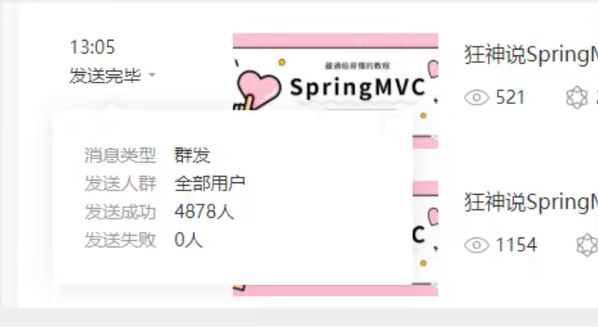 13:05
发送完毕
消息类型 群发
发送人群 全部用户
发送成功 4878人
发送失败 0人
最通俗易懂的教程
SpringMVC
狂神说Spring
521
C
狂神说Spring
1154